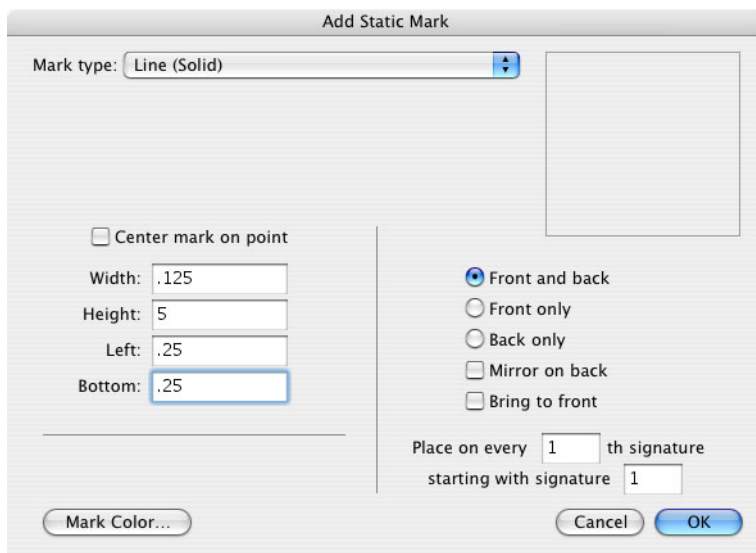 Add Static Mark
Mark type: Line (Solid)
Center mark on point
Width: .125
Height: 5
Left: .25
Bottom: .25
Front and back
Front only
Back only
Mirror on back
Bring to front
Place on every 1 th signature
starting with signature 1
Mark Color...
Cancel OK